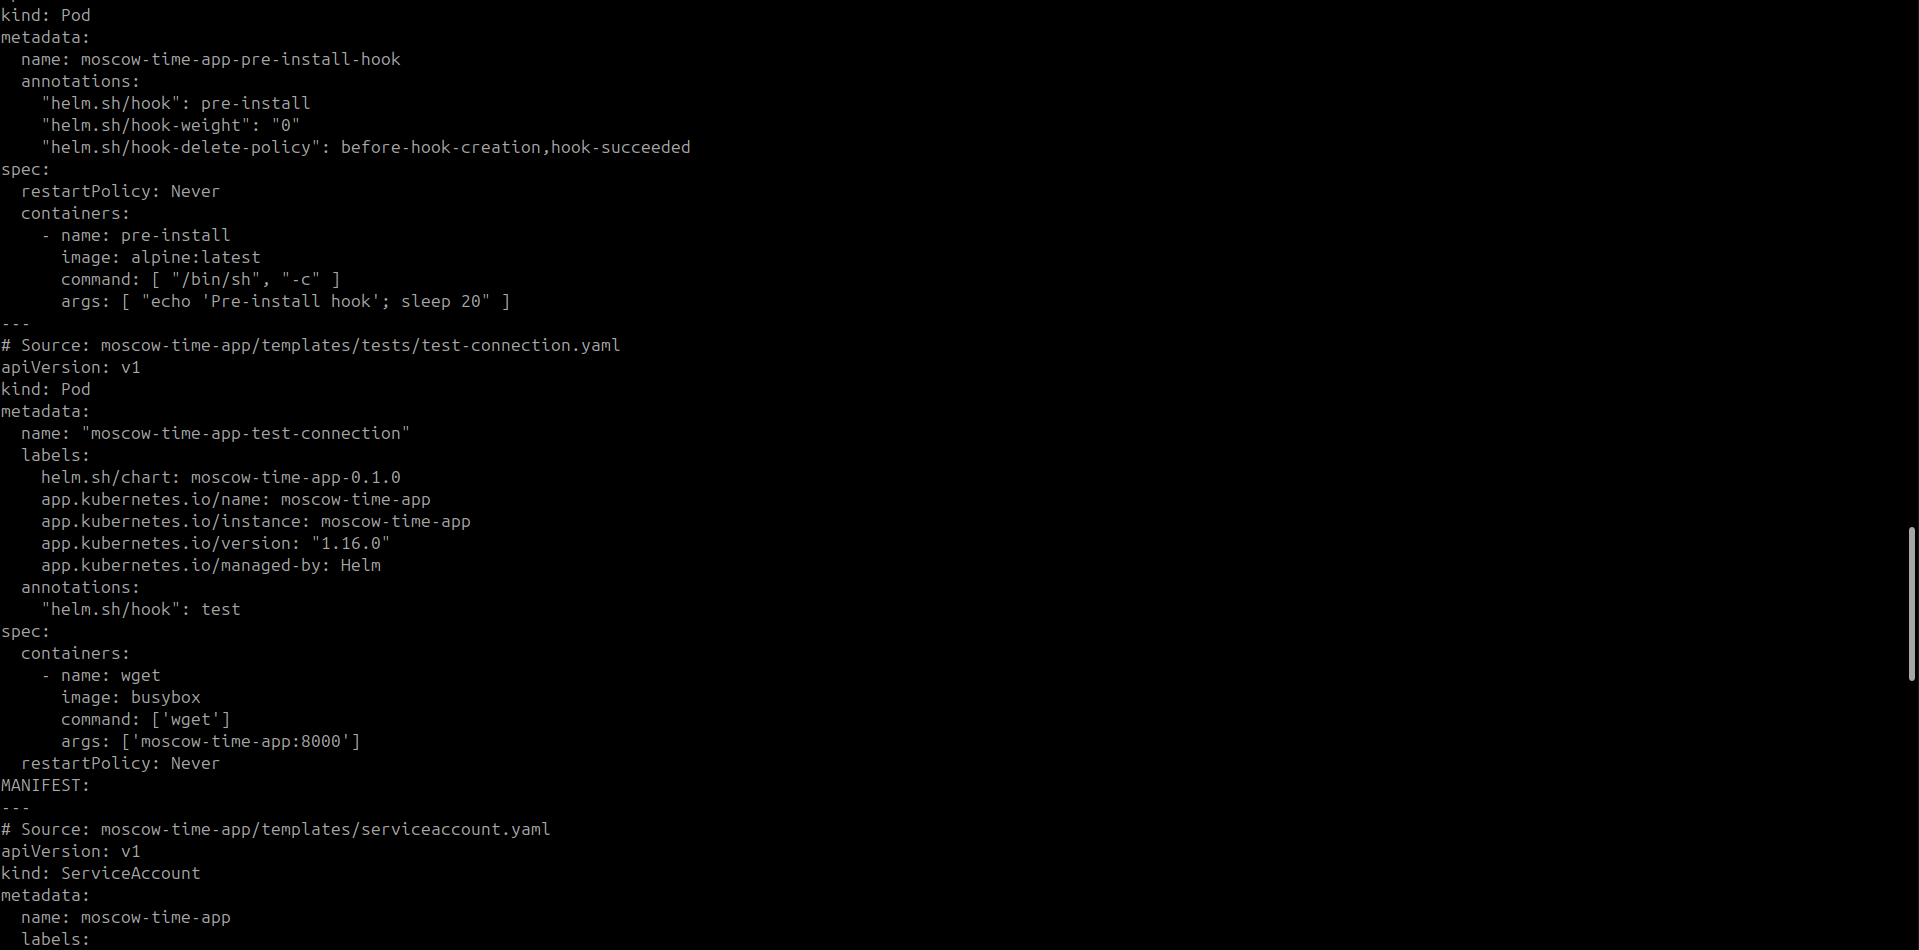 kind: Pod
metadata:
  name: moscow-time-app-pre-install-hook
  annotations:
    "helm.sh/hook": pre-install
    "helm.sh/hook-weight": "0"
    "helm.sh/hook-delete-policy": before-hook-creation,hook-succeeded
spec:
  restartPolicy: Never
  containers:
    - name: pre-install
      image: alpine:latest
      command: [ "/bin/sh", "-c" ]
      args: [ "echo 'Pre-install hook'; sleep 20" ]
---
# Source: moscow-time-app/templates/tests/test-connection.yaml
apiVersion: v1
kind: Pod
metadata:
  name: "moscow-time-app-test-connection"
  labels:
    helm.sh/chart: moscow-time-app-0.1.0
    app.kubernetes.io/name: moscow-time-app
    app.kubernetes.io/instance: moscow-time-app
    app.kubernetes.io/version: "1.16.0"
    app.kubernetes.io/managed-by: Helm
  annotations:
    "helm.sh/hook": test
spec:
  containers:
    - name: wget
      image: busybox
      command: ['wget']
      args: ['moscow-time-app:8000']
  restartPolicy: Never
MANIFEST:
---
# Source: moscow-time-app/templates/serviceaccount.yaml
apiVersion: v1
kind: ServiceAccount
metadata:
  name: moscow-time-app
  labels: